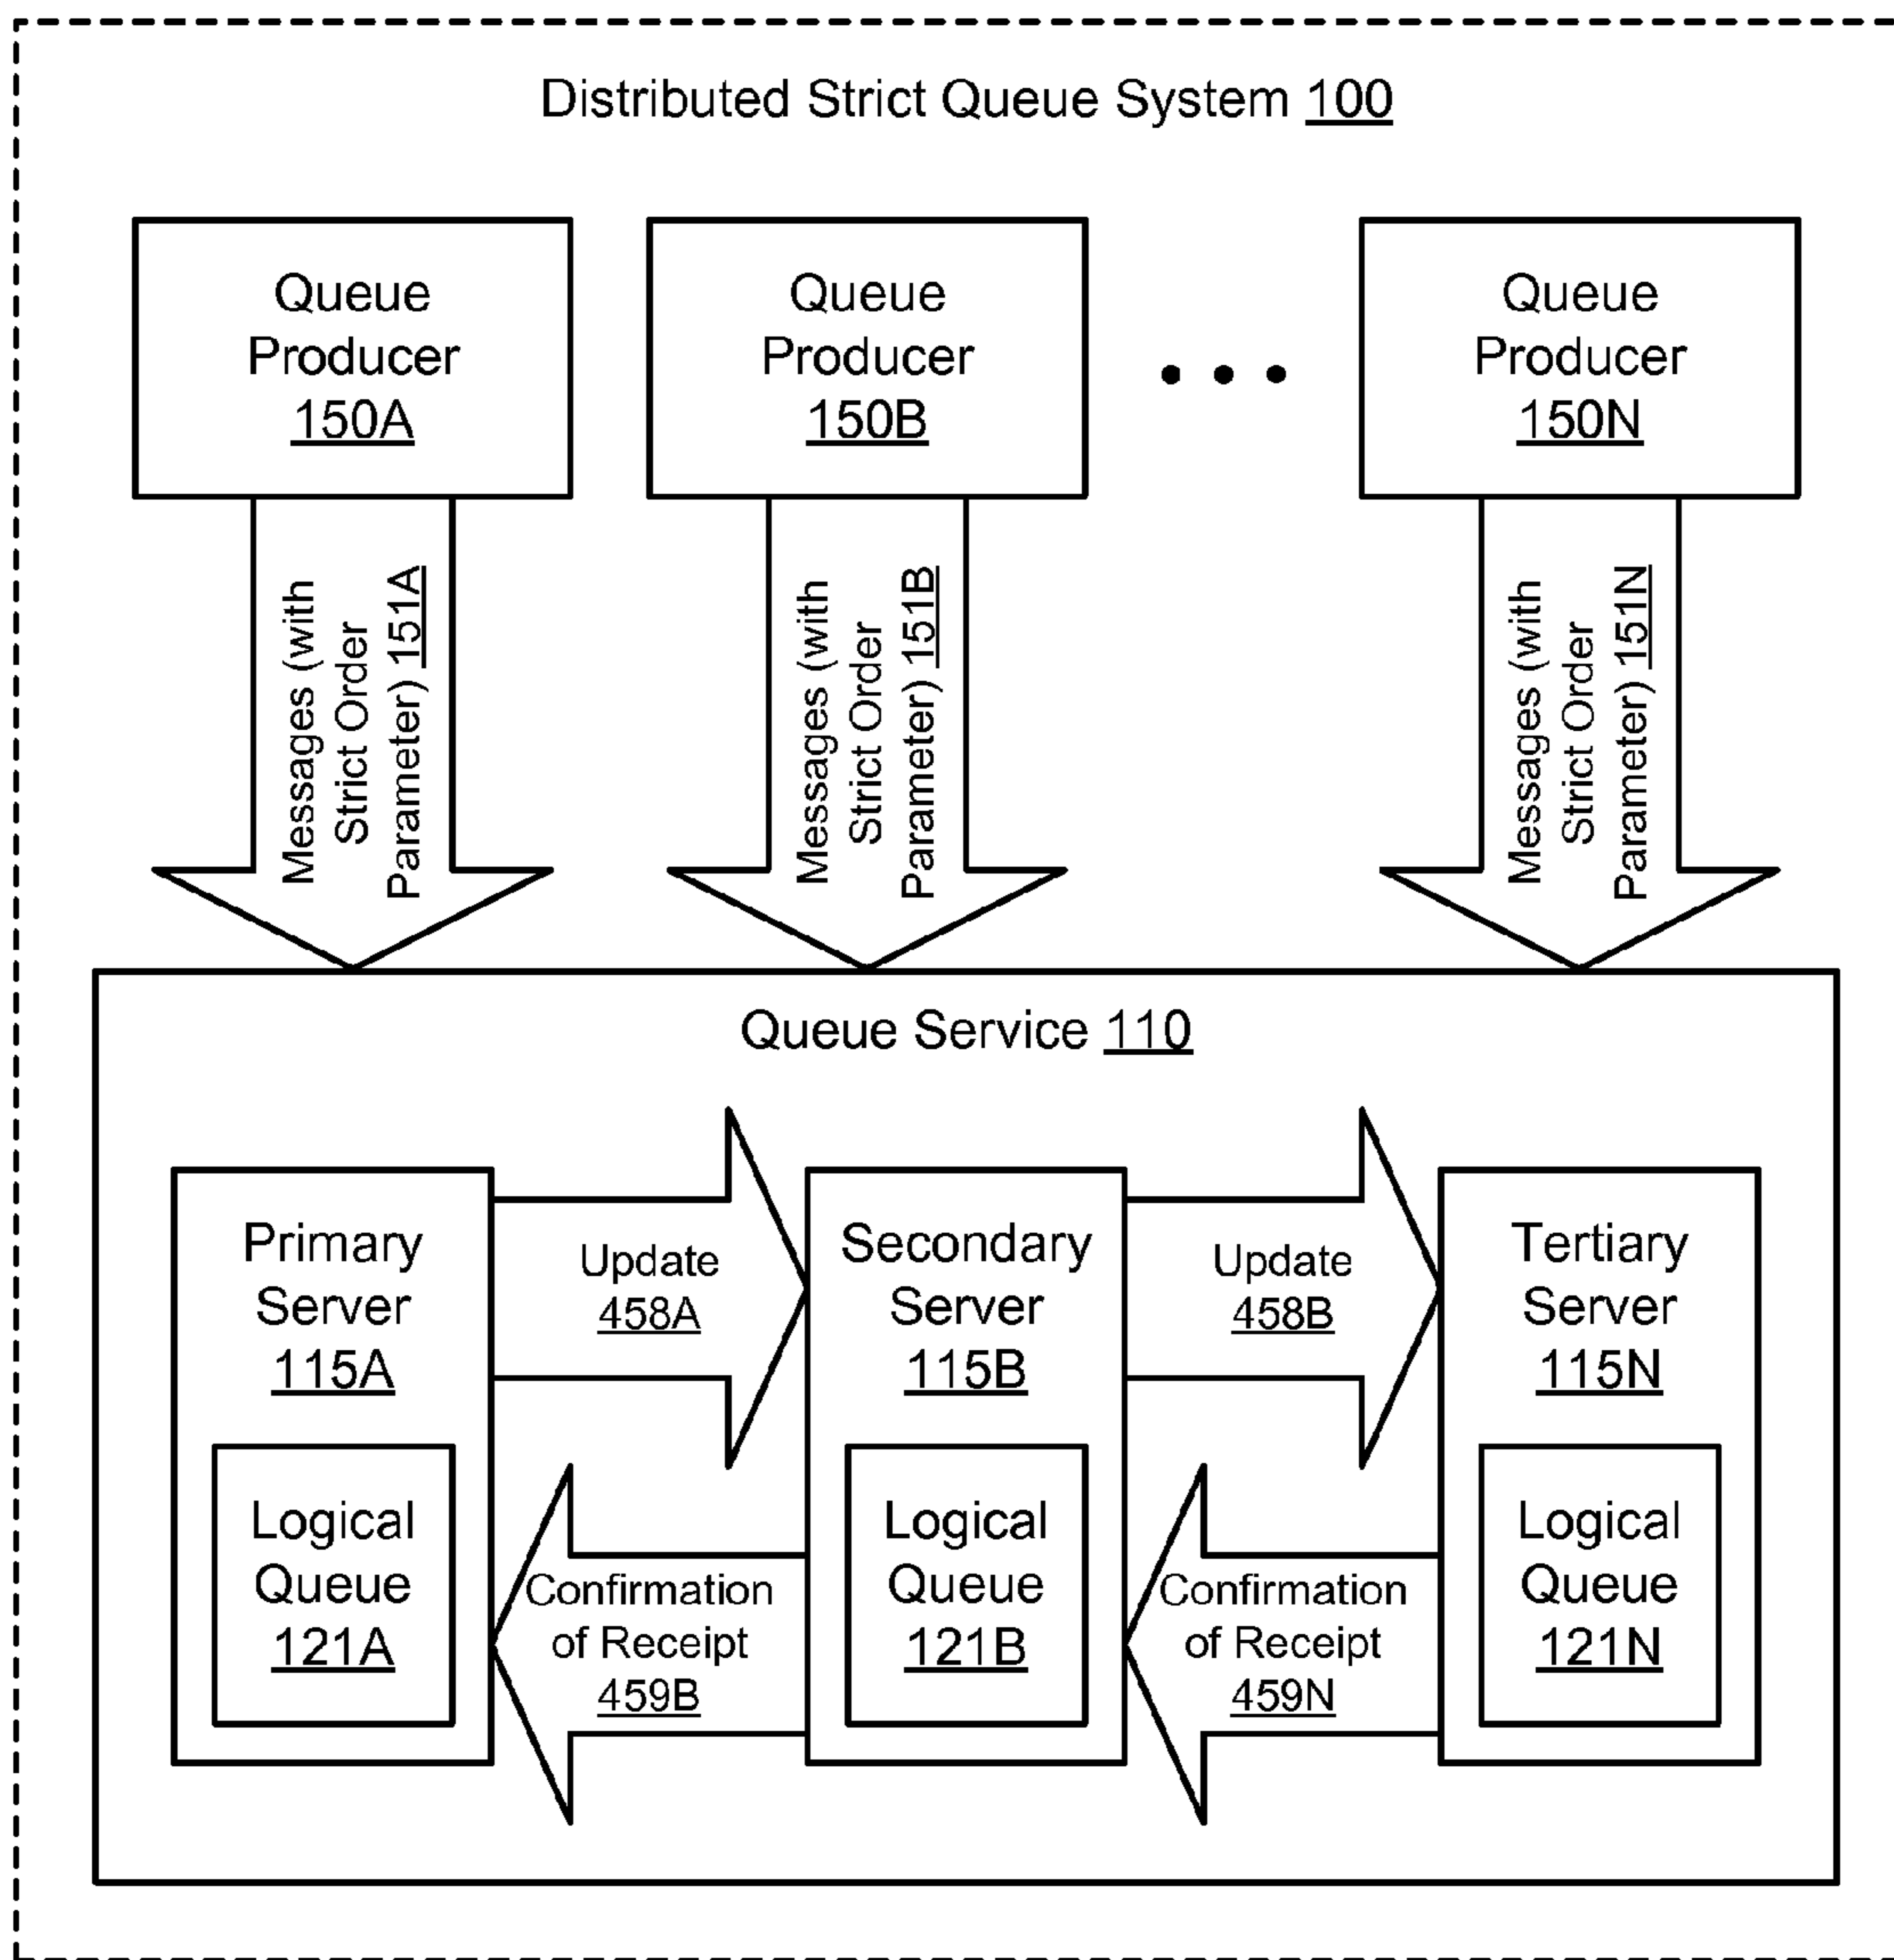 Distributed Strict Queue System 100
Queue
Producer
150A
Queue
Producer
150B
Queue
Producer
150N
Messages (with
Strict Order
Parameter) 151A
Messages (with
Strict Order
Parameter) 151B
Messages (with
Strict Order
Parameter) 151N
Queue Service 110
Primary
Server
115A
Update
458A
Secondary
Server
115B
Update
458B
Tertiary
Server
115N
Logical
Queue
121A
Confirmation
of Receipt
459B
Logical
Queue
121B
Confirmation
of Receipt
459N
Logical
Queue
121N